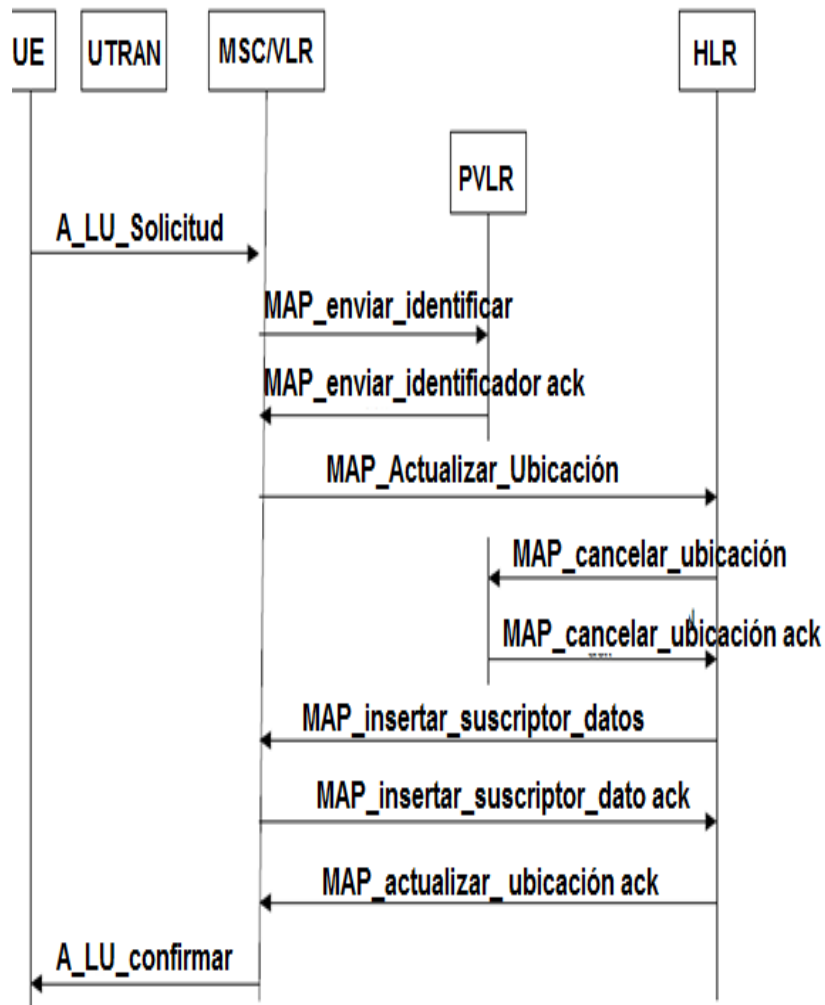 UE
UTRAN
MSC/VLR
HLR
PVLR
A_LU_Solicitud
MAP_enviar_identificar
MAP_enviar_identificador ack
MAP_Actualizar_Ubicación
MAP_cancelar_ubicación
MAP_cancelar_ubicación ack
MAP_insertar_suscriptor_datos
MAP_insertar_suscriptor_dato ack
MAP_actualizar_ ubicación ack
A_LU_confirmar